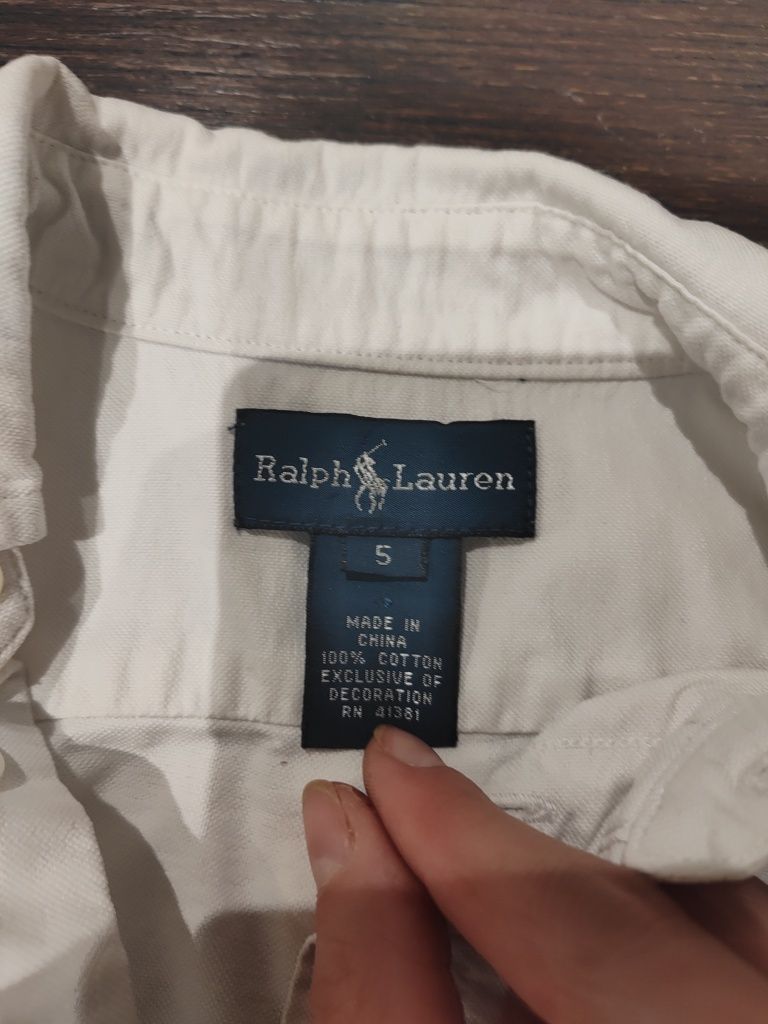 Ralph Lauren
5
MADE IN
CHINA
100% COTTON
EXCLUSIVE OF
DECORATION
RN 41381